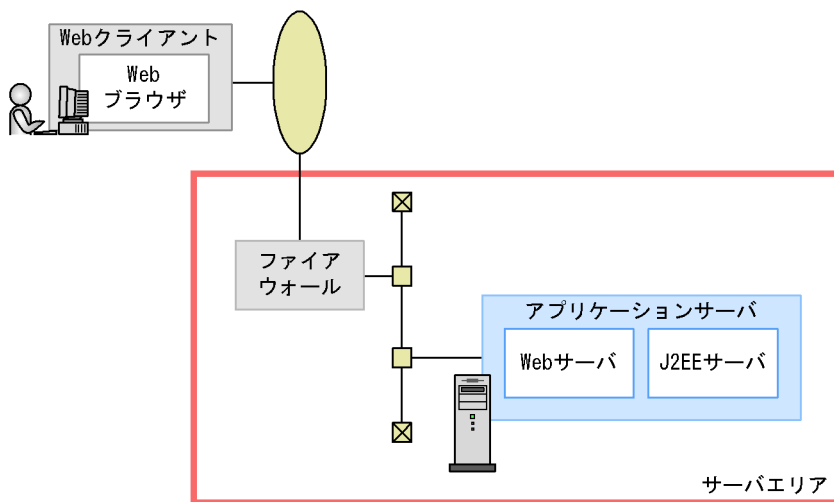 Webクライアント
Web
ブラウザ
ファイア
ウォール
アプリケーションサーバ
Webサーバ
J2EEサーバ
サーバエリア